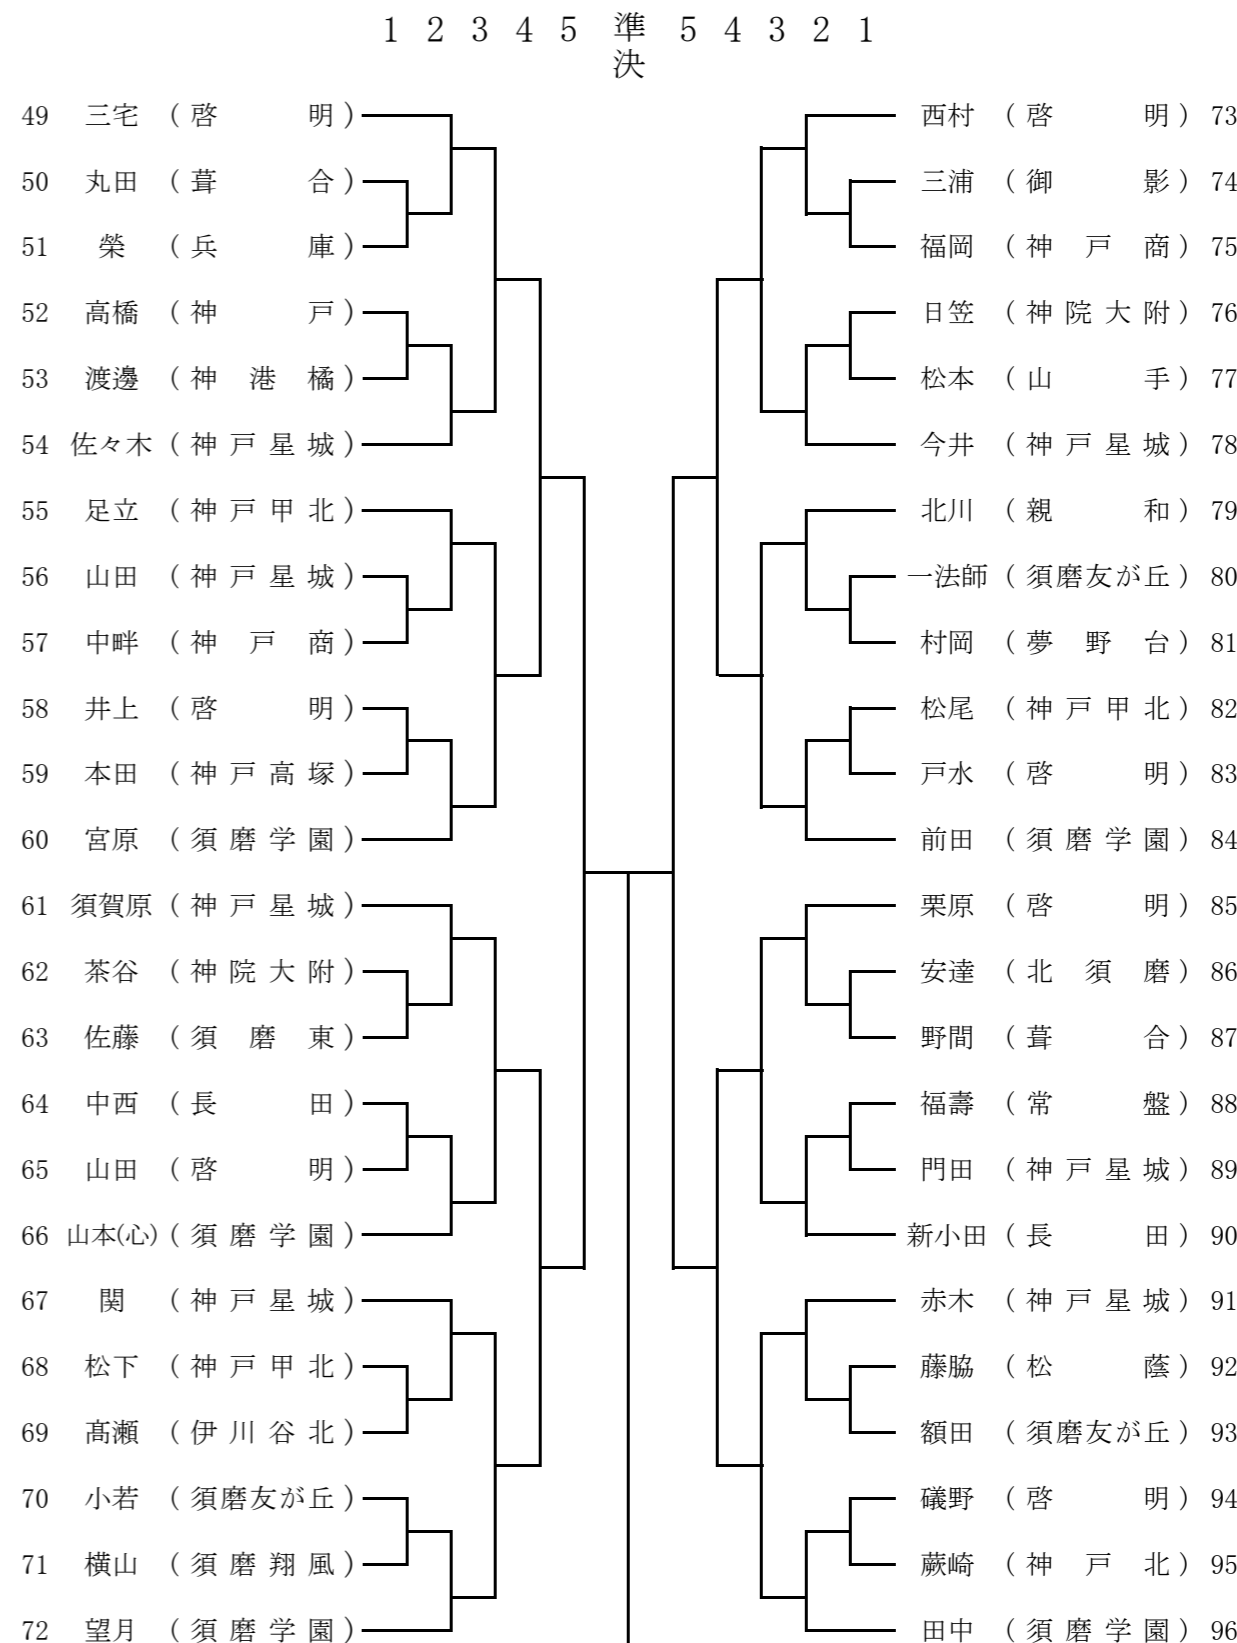 1 2 3 4 5 準決 5 4 3 2 1
49 三宅 (啓明) 西村 (啓明) 73
50 丸田 (葺合) 三浦 (御影) 74
51 榮 (兵庫) 福岡 (神戸商) 75
52 高橋 (神戸) 日笠 (神院大附) 76
53 渡邊 (神港橘) 松本 (山手) 77
54 佐々木 (神戸星城) 今井 (神戸星城) 78
55 足立 (神戸甲北) 北川 (親和) 79
56 山田 (神戸星城) 一法師 (須磨友が丘) 80
57 中畔 (神戸商) 村岡 (夢野台) 81
58 井上 (啓明) 松尾 (神戸甲北) 82
59 本田 (神戸高塚) 戸水 (啓明) 83
60 宮原 (須磨学園) 前田 (須磨学園) 84
61 須賀原 (神戸星城) 栗原 (啓明) 85
62 茶谷 (神院大附) 安達 (北須磨) 86
63 佐藤 (須磨東) 野間 (葺合) 87
64 中西 (長田) 福壽 (常盤) 88
65 山田 (啓明) 門田 (神戸星城) 89
66 山本(心) (須磨学園) 新小田 (長田) 90
67 関 (神戸星城) 赤木 (神戸星城) 91
68 松下 (神戸甲北) 藤脇 (松蔭) 92
69 髙瀬 (伊川谷北) 額田 (須磨友が丘) 93
70 小若 (須磨友が丘) 礒野 (啓明) 94
71 横山 (須磨翔風) 蕨崎 (神戸北) 95
72 望月 (須磨学園) 田中 (須磨学園) 96